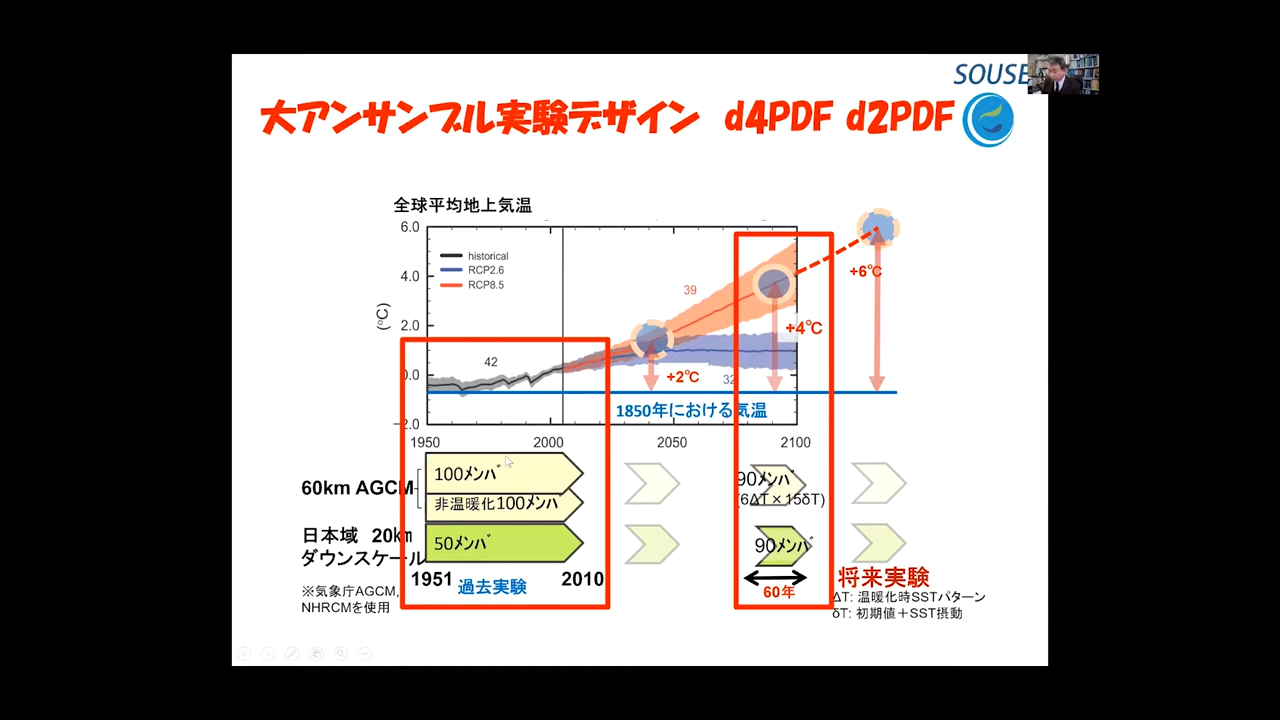 SOUSE
大アンサンブル実験デザイン d4PDF d2PDF
全球平均地上気温
6.0
4.0
2.0
0.0
-2.0
(°C)
historical
RCP2.6
RCP8.5
42
39
32
+2℃
+4℃
+6℃
1850年における気温
1950
2000
2050
2100
60km AGCM
100メンバ
非温暖化100メンバ
90メンバ
(6ΔT×15δT)
日本域 20km
ダウンスケール
50メンバ
90メンバ
1951
過去実験
2010
60年
将来実験
※気象庁AGCM,
NHRCMを使用
ΔT: 温暖化時SSTパターン
δT: 初期値+SST摂動